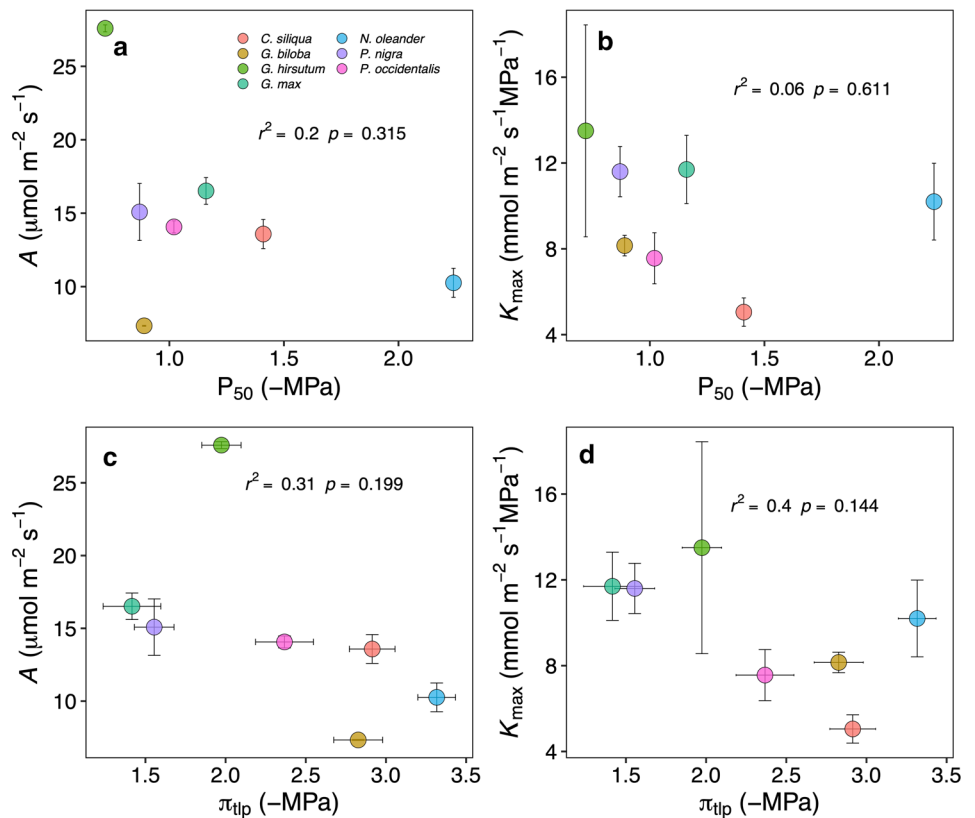 a
C. siliqua
G. biloba
G. hirsutum
G. max
N. oleander
P. nigra
P. occidentalis
r² = 0.2 p = 0.315
25
20
15
10
A (μmol m⁻² s⁻¹)
1.0 1.5 2.0
P₅₀ (−MPa)
b
r² = 0.06 p = 0.611
16
12
8
4
Kmax (mmol m⁻² s⁻¹MPa⁻¹)
1.0 1.5 2.0
P₅₀ (−MPa)
c
r² = 0.31 p = 0.199
25
20
15
10
A (μmol m⁻² s⁻¹)
1.5 2.0 2.5 3.0 3.5
πtlp (−MPa)
d
r² = 0.4 p = 0.144
16
12
8
4
Kmax (mmol m⁻² s⁻¹MPa⁻¹)
1.5 2.0 2.5 3.0 3.5
πtlp (−MPa)